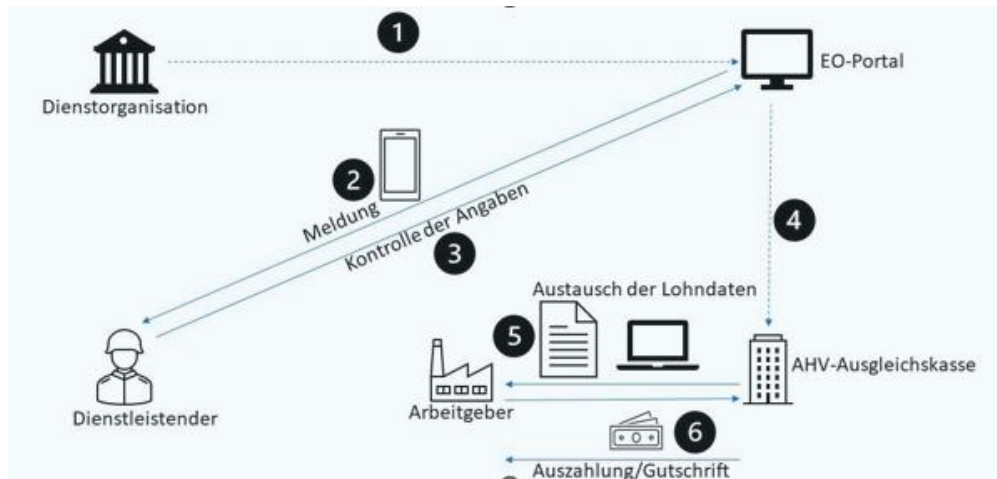 1
EO-Portal
Dienstorganisation
2
Meldung
Kontrolle der Angaben
3
4
Austausch der Lohndaten
5
AHV-Ausgleichskasse
Arbeitgeber
Dienstleistender
6
Auszahlung/Gutschrift